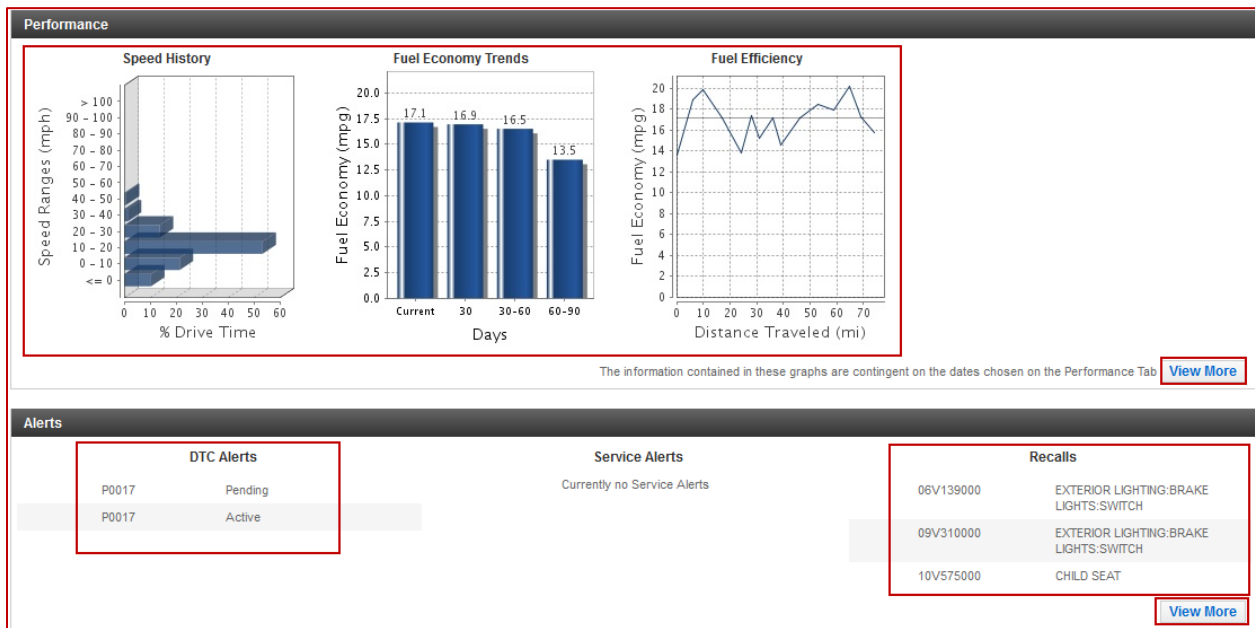 Performance
Speed History
Speed Ranges (mph)
> 100
90 - 100
80 - 90
70 - 80
60 - 70
50 - 60
40 - 50
30 - 40
20 - 30
10 - 20
0 - 10
<= 0
0 10 20 30 40 50 60
% Drive Time
Fuel Economy Trends
Fuel Economy (mpg)
20.0
17.5
15.0
12.5
10.0
7.5
5.0
2.5
0.0
17.1
16.9
16.5
13.5
Current 30 30-60 60-90
Days
Fuel Efficiency
Fuel Economy (mpg)
20
18
16
14
12
10
8
6
4
2
0
0 10 20 30 40 50 60 70
Distance Traveled (mi)
The information contained in these graphs are contingent on the dates chosen on the Performance Tab View More
Alerts
DTC Alerts
P0017 Pending
P0017 Active
Service Alerts
Currently no Service Alerts
Recalls
06V139000 EXTERIOR LIGHTING:BRAKE
LIGHTS:SWITCH
09V310000 EXTERIOR LIGHTING:BRAKE
LIGHTS:SWITCH
10V575000 CHILD SEAT
View More